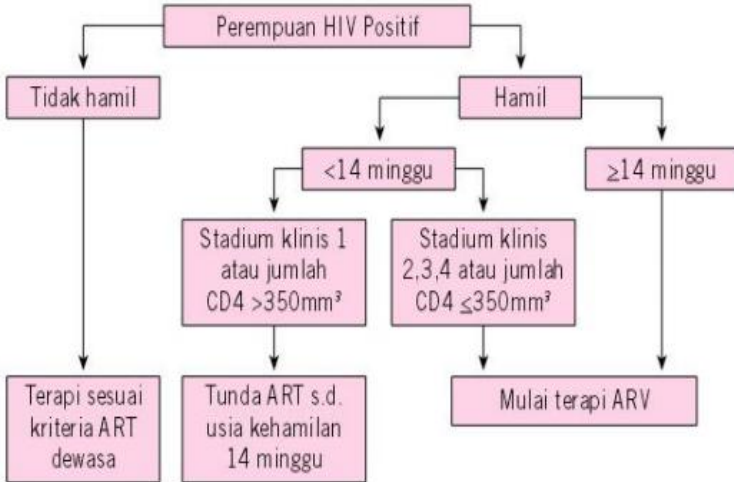 Perempuan HIV Positif
Tidak hamil
Hamil
<14 minggu
≥14 minggu
Stadium klinis 1
atau jumlah
CD4 >350mm³
Stadium klinis
2,3,4 atau jumlah
CD4 ≤350mm³
Terapi sesuai
kriteria ART
dewasa
Tunda ART s.d.
usia kehamilan
14 minggu
Mulai terapi ARV